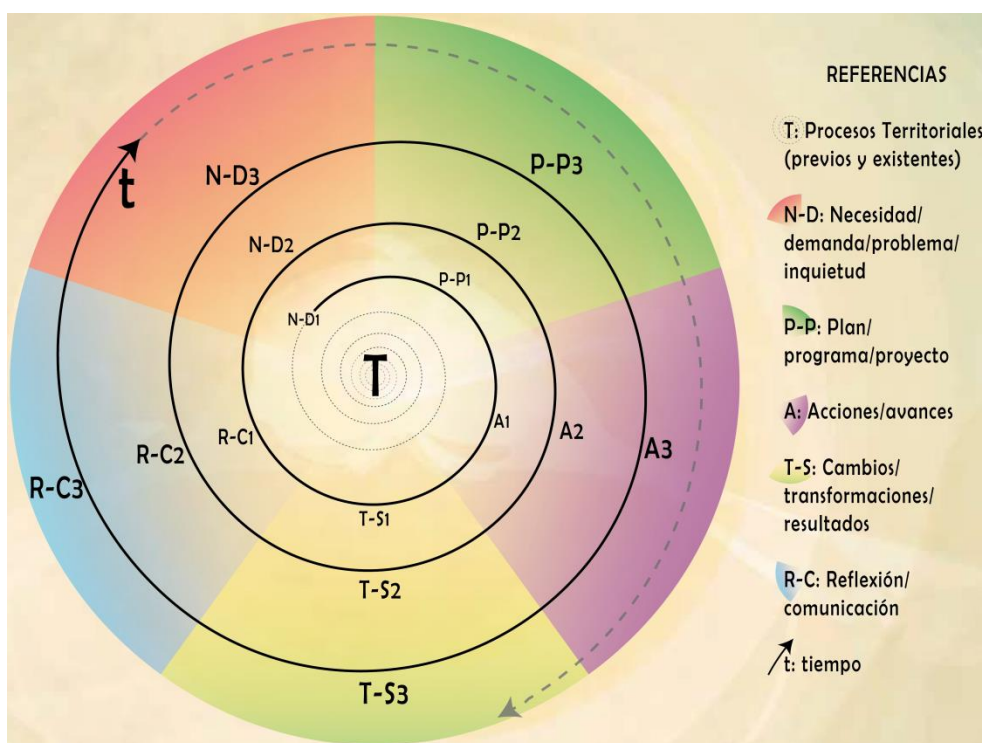 REFERENCIAS
T: Procesos Territoriales
(previos y existentes)
N-D: Necesidad/
demanda/problema/
inquietud
P-P: Plan/
programa/proyecto
A: Acciones/avances
T-S: Cambios/
transformaciones/
resultados
R-C: Reflexión/
comunicación
t: tiempo
t
N-D3
P-P3
N-D2
P-P2
P-P1
N-D1
T
A1
A2
A3
R-C1
R-C2
R-C3
T-S1
T-S2
T-S3